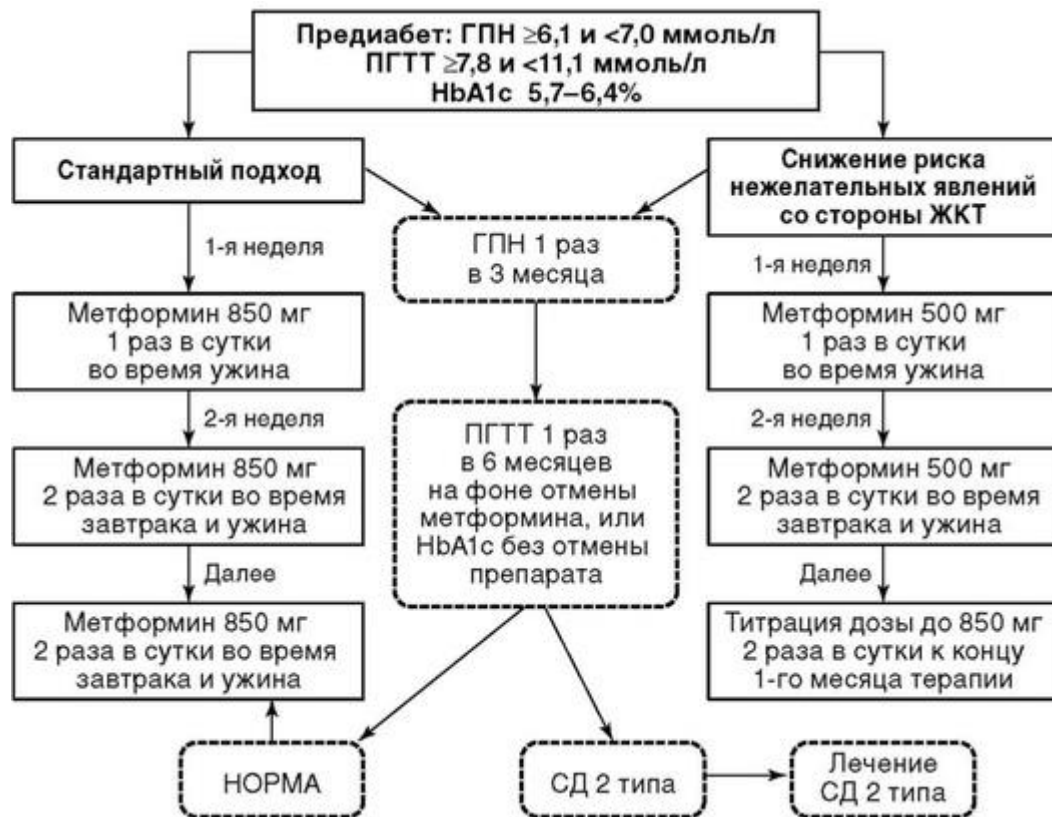 Предиабет: ГПН ≥6,1 и <7,0 ммоль/л
ПГТТ ≥7,8 и <11,1 ммоль/л
HbA1c 5,7–6,4%
Стандартный подход
Снижение риска
нежелательных явлений
со стороны ЖКТ
ГПН 1 раз
в 3 месяца
1-я неделя
1-я неделя
Метформин 850 мг
1 раз в сутки
во время ужина
Метформин 500 мг
1 раз в сутки
во время ужина
2-я неделя
2-я неделя
ПГТТ 1 раз
в 6 месяцев
на фоне отмены
метформина, или
HbA1c без отмены
препарата
Метформин 850 мг
2 раза в сутки во время
завтрака и ужина
Метформин 500 мг
2 раза в сутки во время
завтрака и ужина
Далее
Далее
Метформин 850 мг
2 раза в сутки во время
завтрака и ужина
Титрация дозы до 850 мг
2 раза в сутки к концу
1-го месяца терапии
НОРМА
СД 2 типа
Лечение
СД 2 типа